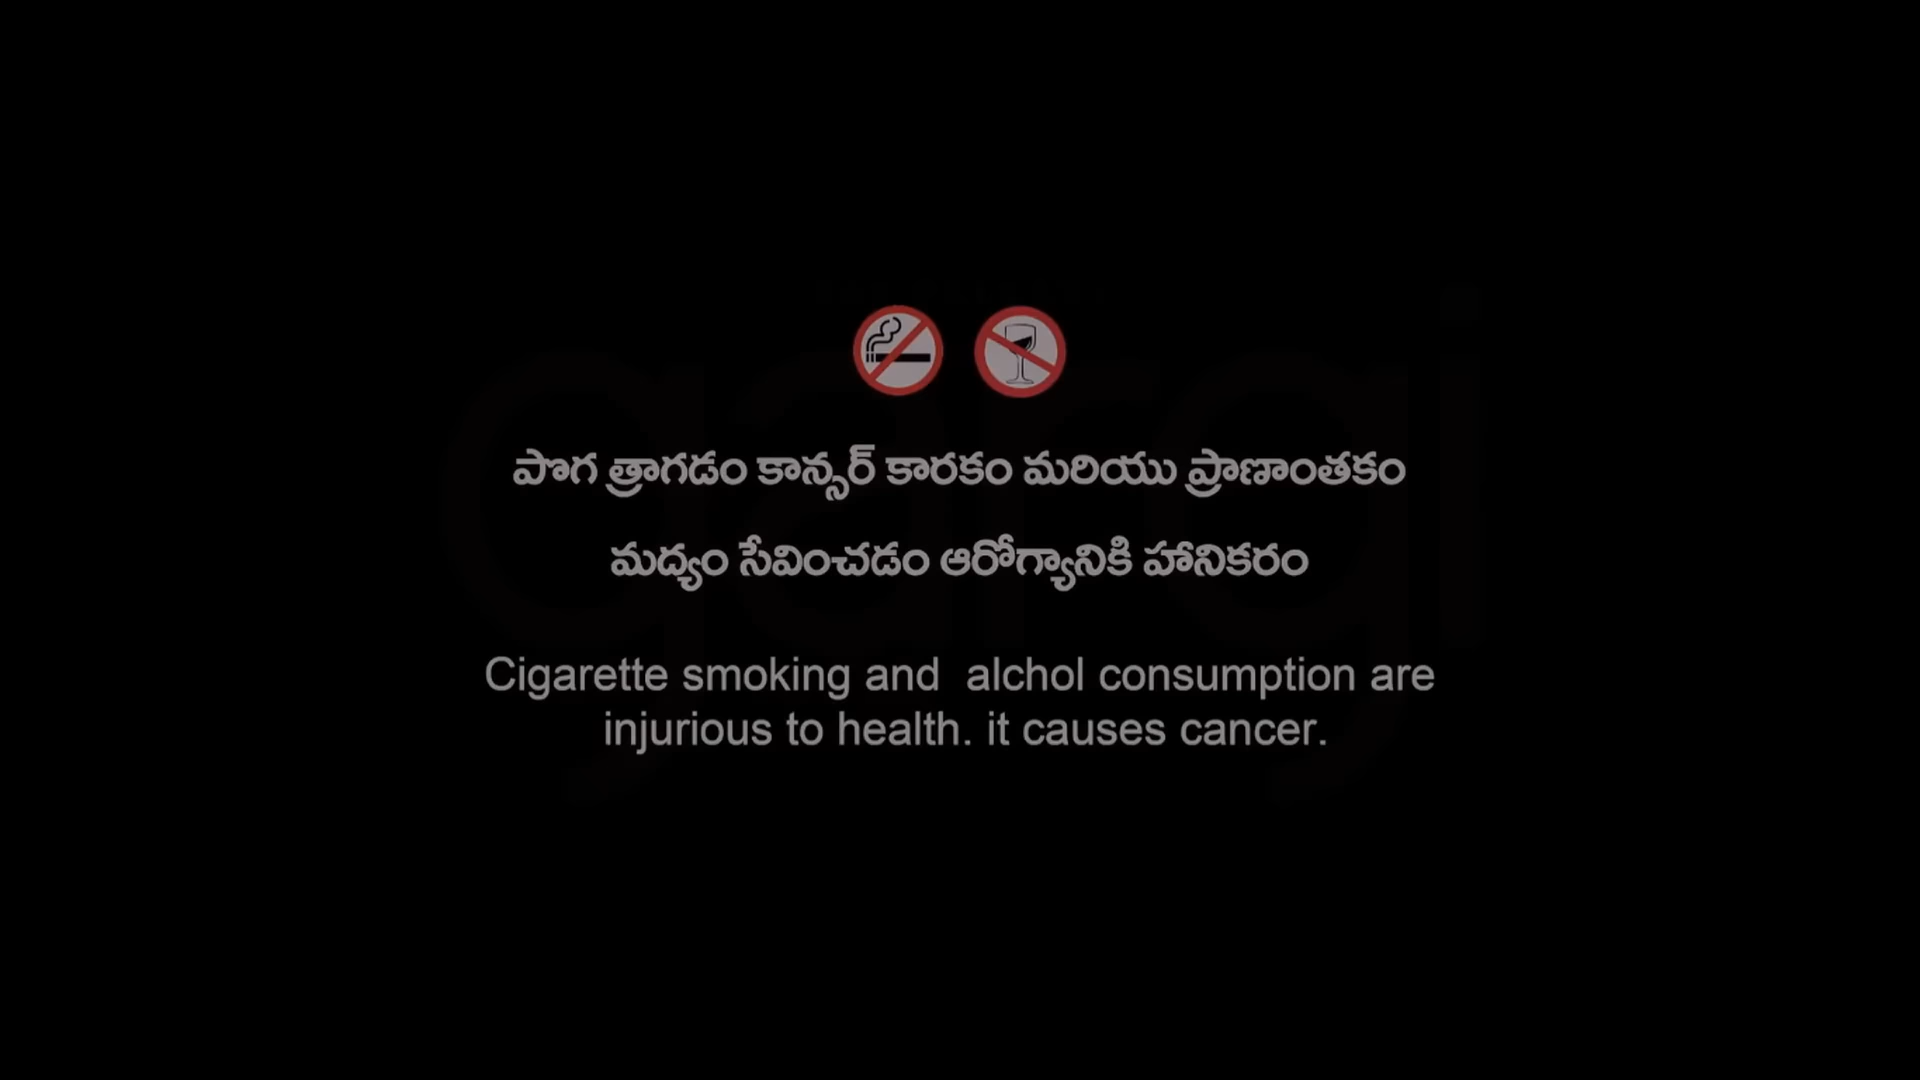 పొగ త్రాగడం కాన్సర్ కారకం మరియు ప్రాణాంతకం
మద్యం సేవించడం ఆరోగ్యానికి హానికరం
Cigarette smoking and  alchol consumption are
injurious to health. it causes cancer.
gargi